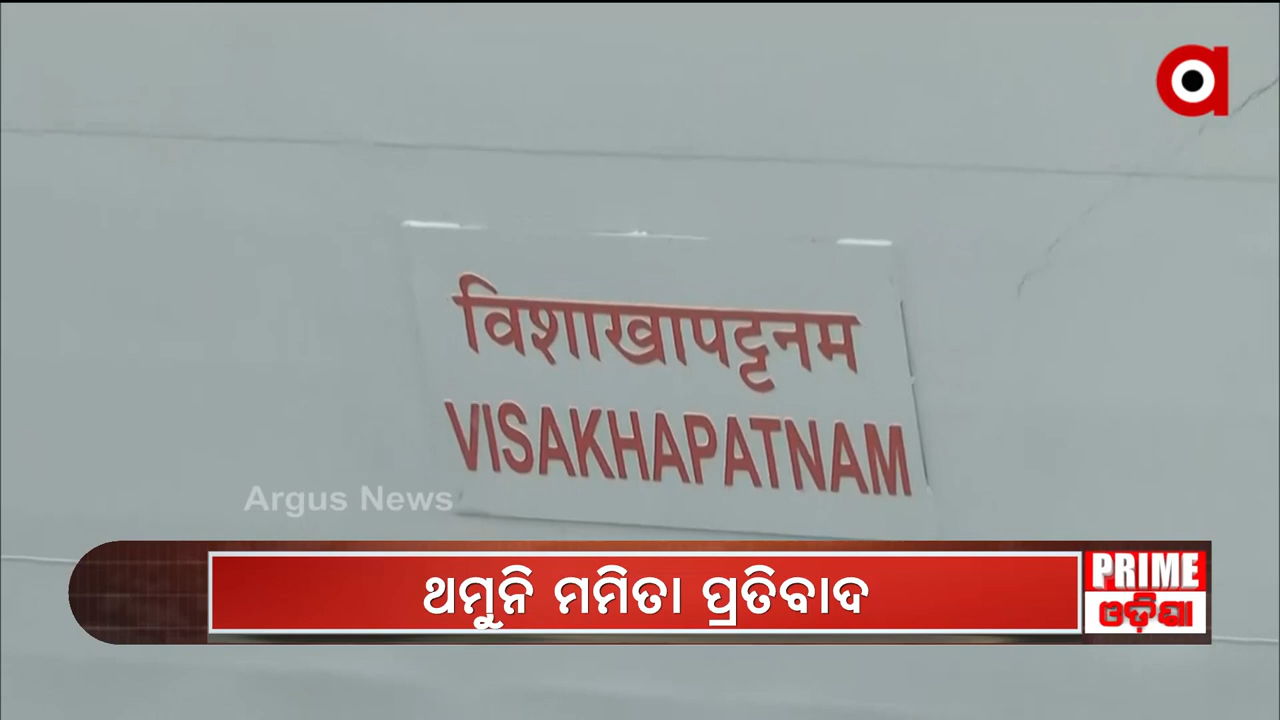 विशाखापट्टनम
VISAKHAPATNAM
Argus News
ଥମୁନି ମମିତା ପ୍ରତିବାଦ
PRIME
ଓଡ଼ିଶା